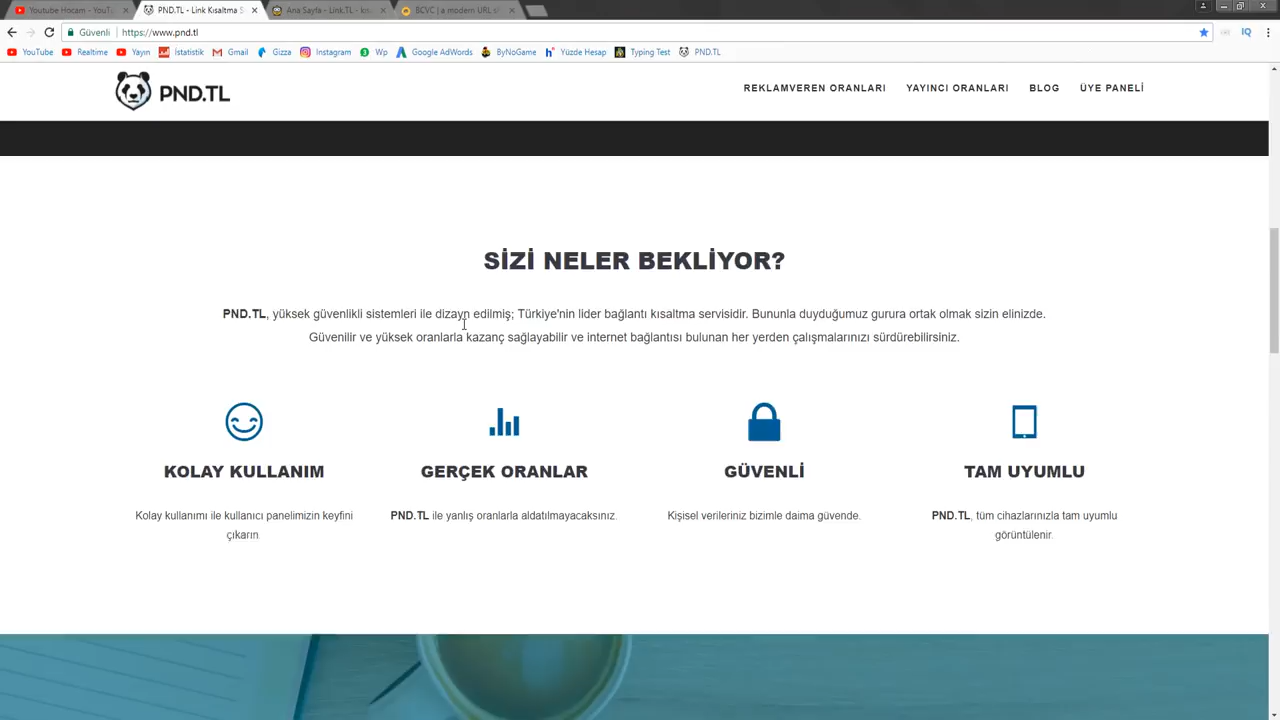 Youtube Hocam - YouT
PND.TL - Link Kısaltma S
Ana Sayfa - Link.TL - kıs
BCVC | a modern URL s
Güvenli
https://www.pnd.tl
YouTube
Realtime
Yayın
İstatistik
Gmail
Gizza
Instagram
Wp
Google AdWords
ByNoGame
Yüzde Hesap
Typing Test
PND.TL
PND.TL
REKLAMVEREN ORANLARI
YAYINCI ORANLARI
BLOG
ÜYE PANELİ
SİZİ NELER BEKLİYOR?
PND.TL, yüksek güvenlikli sistemleri ile dizayn edilmiş; Türkiye'nin lider bağlantı kısaltma servisidir. Bununla duyduğumuz gurura ortak olmak sizin elinizde.
Güvenilir ve yüksek oranlarla kazanç sağlayabilir ve internet bağlantısı bulunan her yerden çalışmalarınızı sürdürebilirsiniz.
KOLAY KULLANIM
Kolay kullanımı ile kullanıcı panelimizin keyfini
çıkarın.
GERÇEK ORANLAR
PND.TL ile yanlış oranlarla aldatılmayacaksınız.
GÜVENLİ
Kişisel verileriniz bizimle daima güvende.
TAM UYUMLU
PND.TL, tüm cihazlarınızla tam uyumlu
görüntülenir.